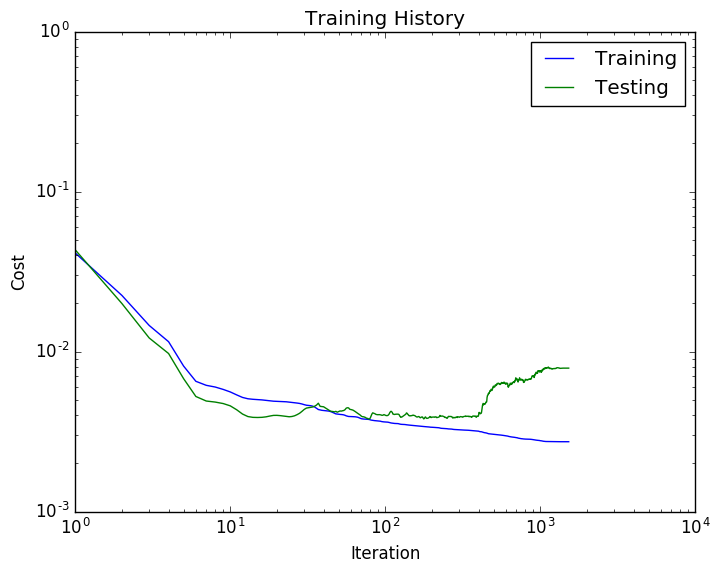 Training History
10^0
10^-1
10^-2
10^-3
Cost
Training
Testing
10^0 10^1 10^2 10^3 10^4
Iteration